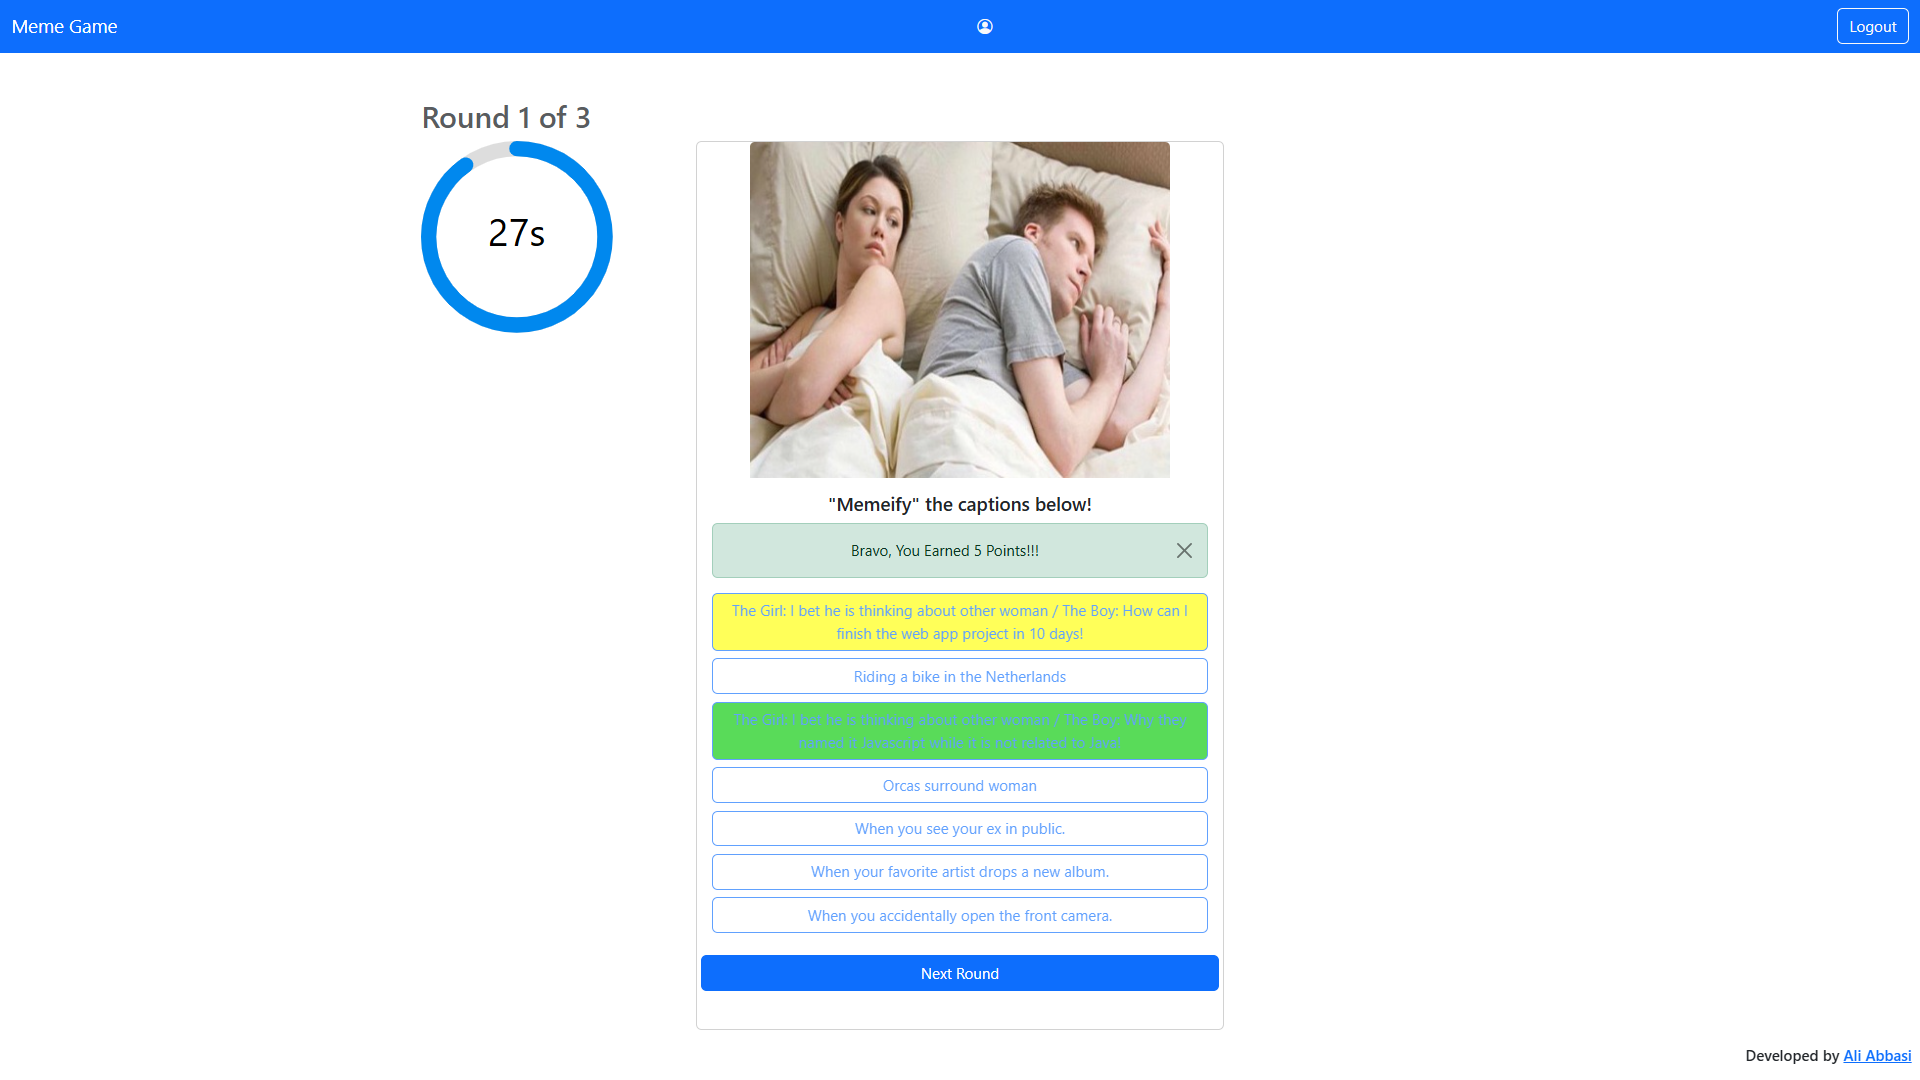 Meme Game
Logout
Round 1 of 3
27s
"Memeify" the captions below!
Bravo, You Earned 5 Points!!!
The Girl: I bet he is thinking about other woman / The Boy: How can I
finish the web app project in 10 days!
Riding a bike in the Netherlands
The Girl: I bet he is thinking about other woman / The Boy: Why they
named it Javascript while it is not related to Java!
Orcas surround woman
When you see your ex in public.
When your favorite artist drops a new album.
When you accidentally open the front camera.
Next Round
Developed by Ali Abbasi